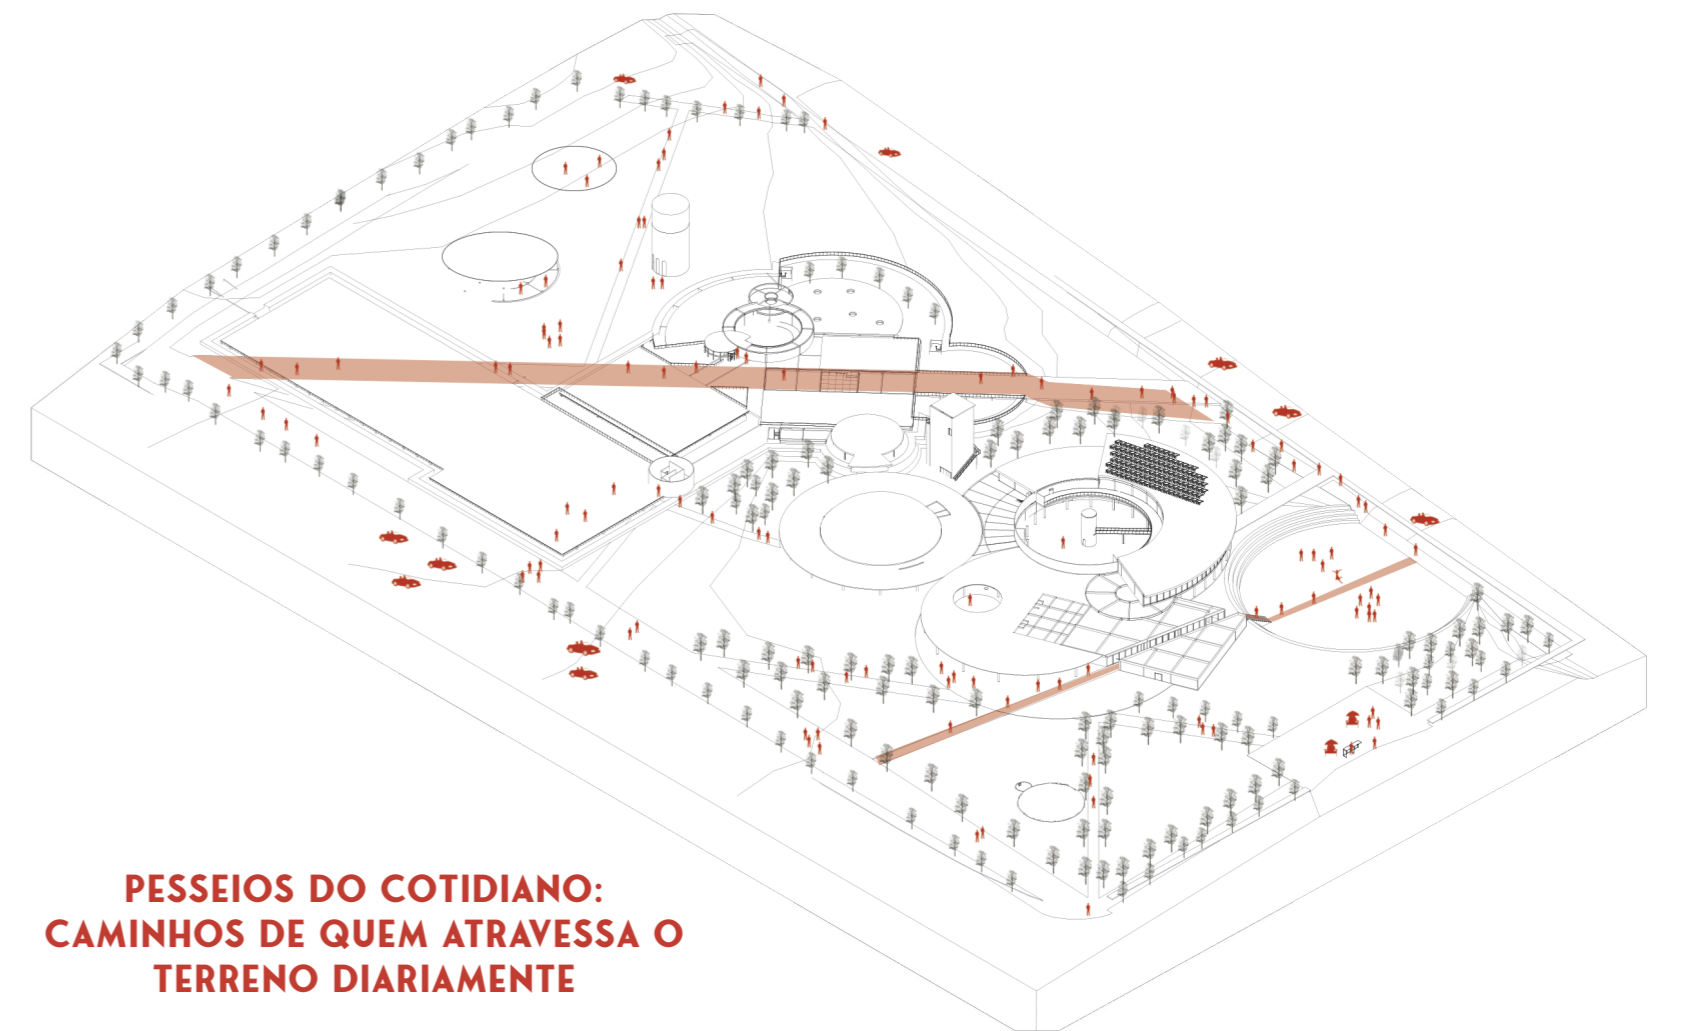 PESSEIOS DO COTIDIANO:
CAMINHOS DE QUEM ATRAVESSA O
TERRENO DIARIAMENTE